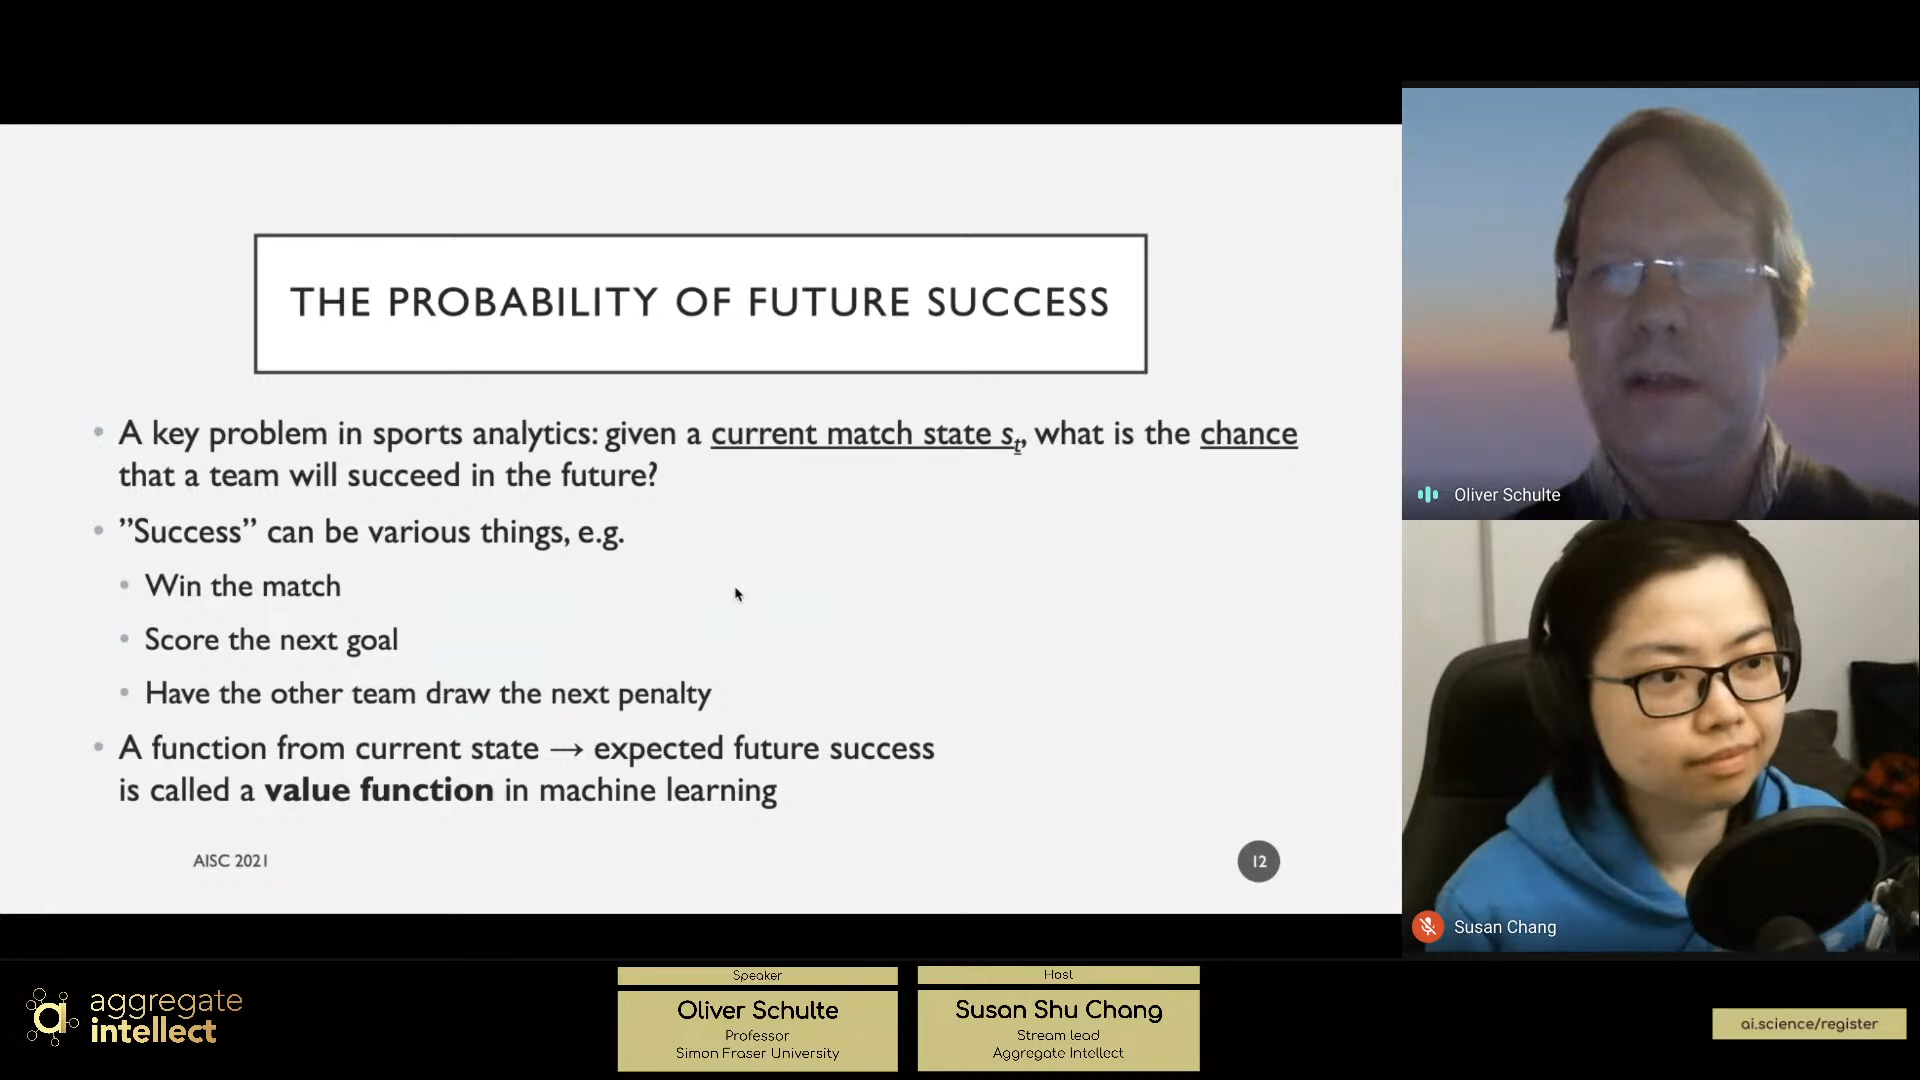 THE PROBABILITY OF FUTURE SUCCESS
• A key problem in sports analytics: given a current match state sₜ, what is the chance
that a team will succeed in the future?
• ”Success” can be various things, e.g.
• Win the match
• Score the next goal
• Have the other team draw the next penalty
• A function from current state → expected future success
is called a value function in machine learning
AISC 2021
12
Oliver Schulte
Susan Chang
aggregate
intellect
Speaker
Oliver Schulte
Professor
Simon Fraser University
Host
Susan Shu Chang
Stream lead
Aggregate Intellect
ai.science/register